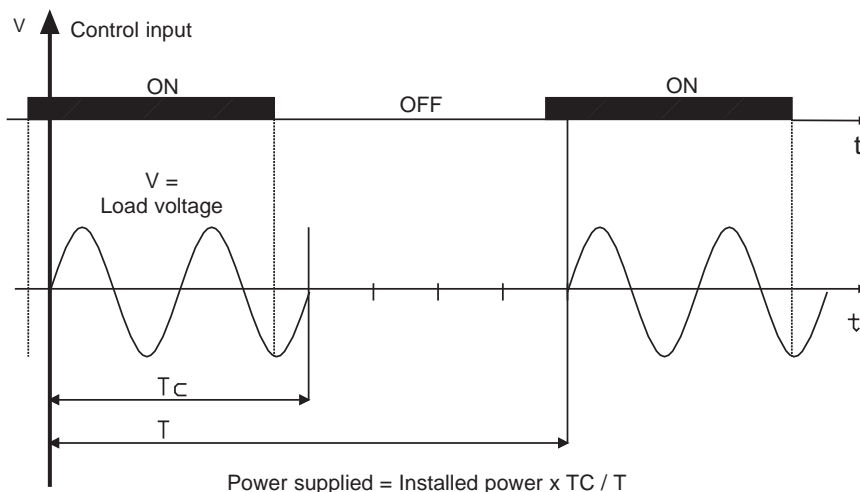 V
Control input
ON
OFF
ON
t
V =
Load voltage
t
Tc
T
Power supplied = Installed power x TC / T